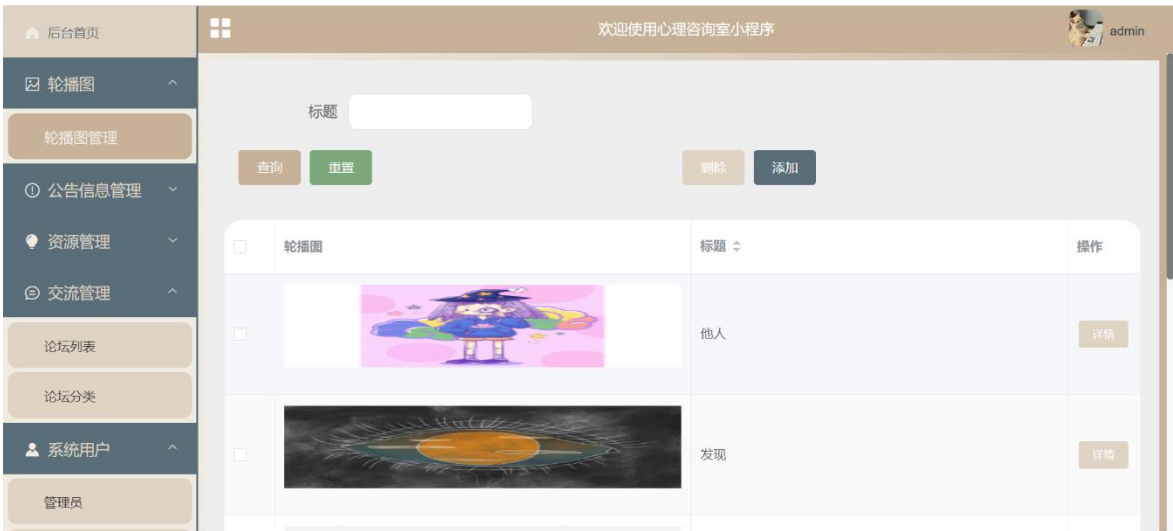 后台首页
欢迎使用心理咨询室小程序
admin
轮播图
轮播图管理
公告信息管理
资源管理
交流管理
论坛列表
论坛分类
系统用户
管理员
标题
查询 重置 删除 添加
轮播图 标题 操作
他人 详情
发现 详情